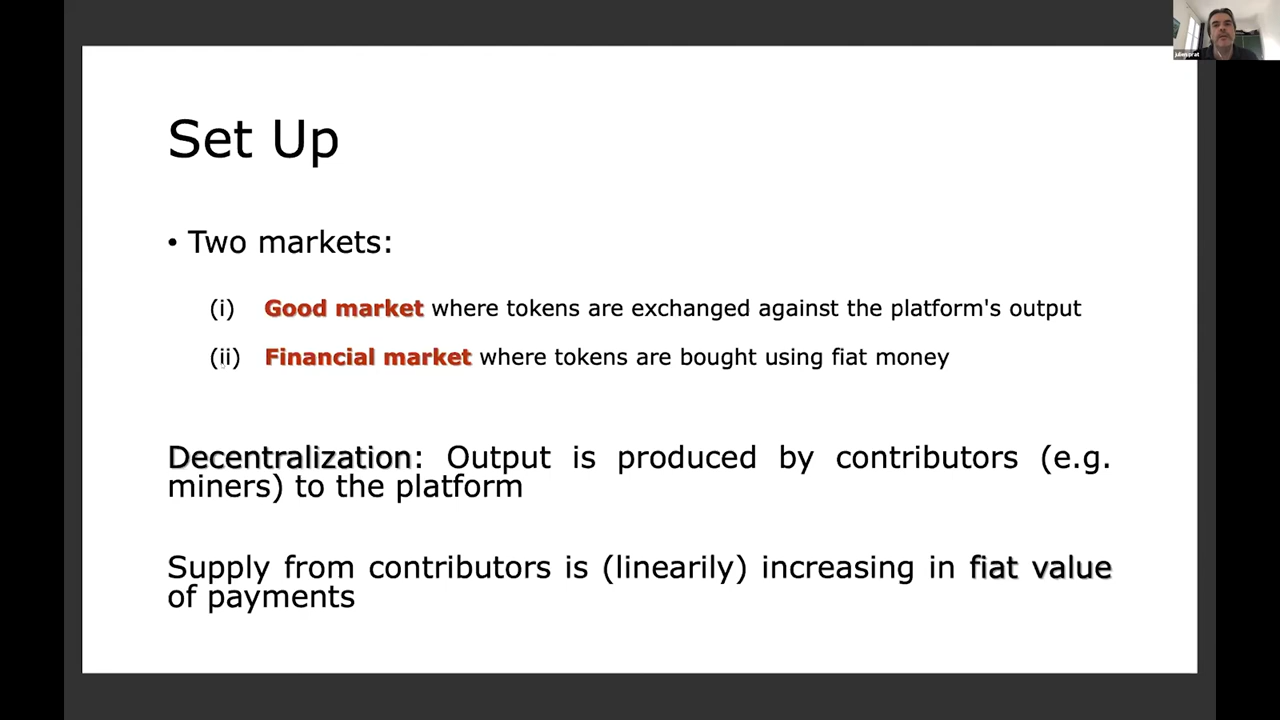 julien prat
Set Up
• Two markets:
(i) Good market where tokens are exchanged against the platform's output
(ii) Financial market where tokens are bought using fiat money
Decentralization: Output is produced by contributors (e.g.
miners) to the platform
Supply from contributors is (linearily) increasing in fiat value
of payments